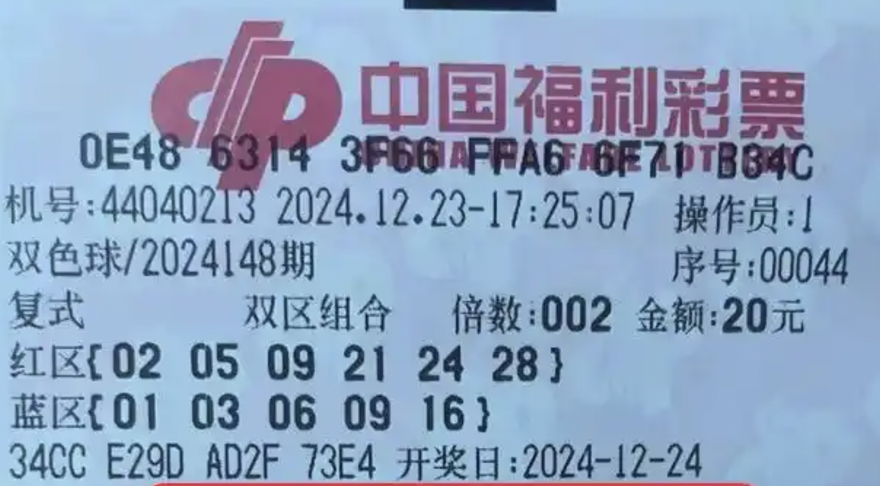 中国福利彩票
CHINA WELFARE LOTTERY
0E48 6314 3F66 FFA6 6F71 B34C
机号:44040213 2024.12.23-17:25:07 操作员:1
双色球/2024148期 序号:00044
复式 双区组合 倍数:002 金额:20元
红区{02 05 09 21 24 28}
蓝区{01 03 06 09 16}
34CC E29D AD2F 73E4 开奖日:2024-12-24